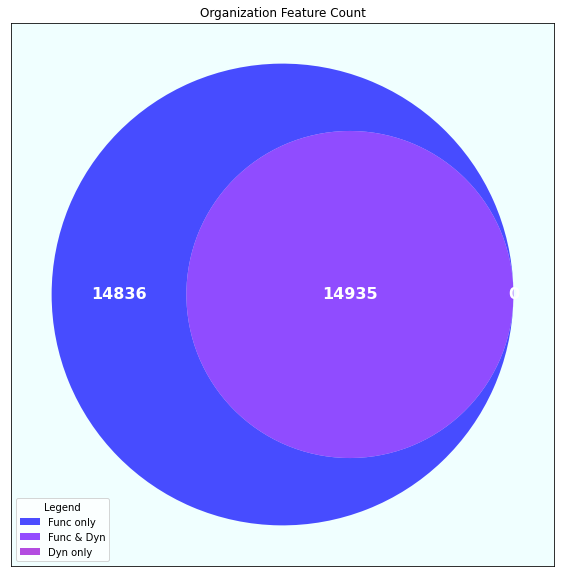 Organization Feature Count
14836
14935
Legend
Func only
Func & Dyn
Dyn only